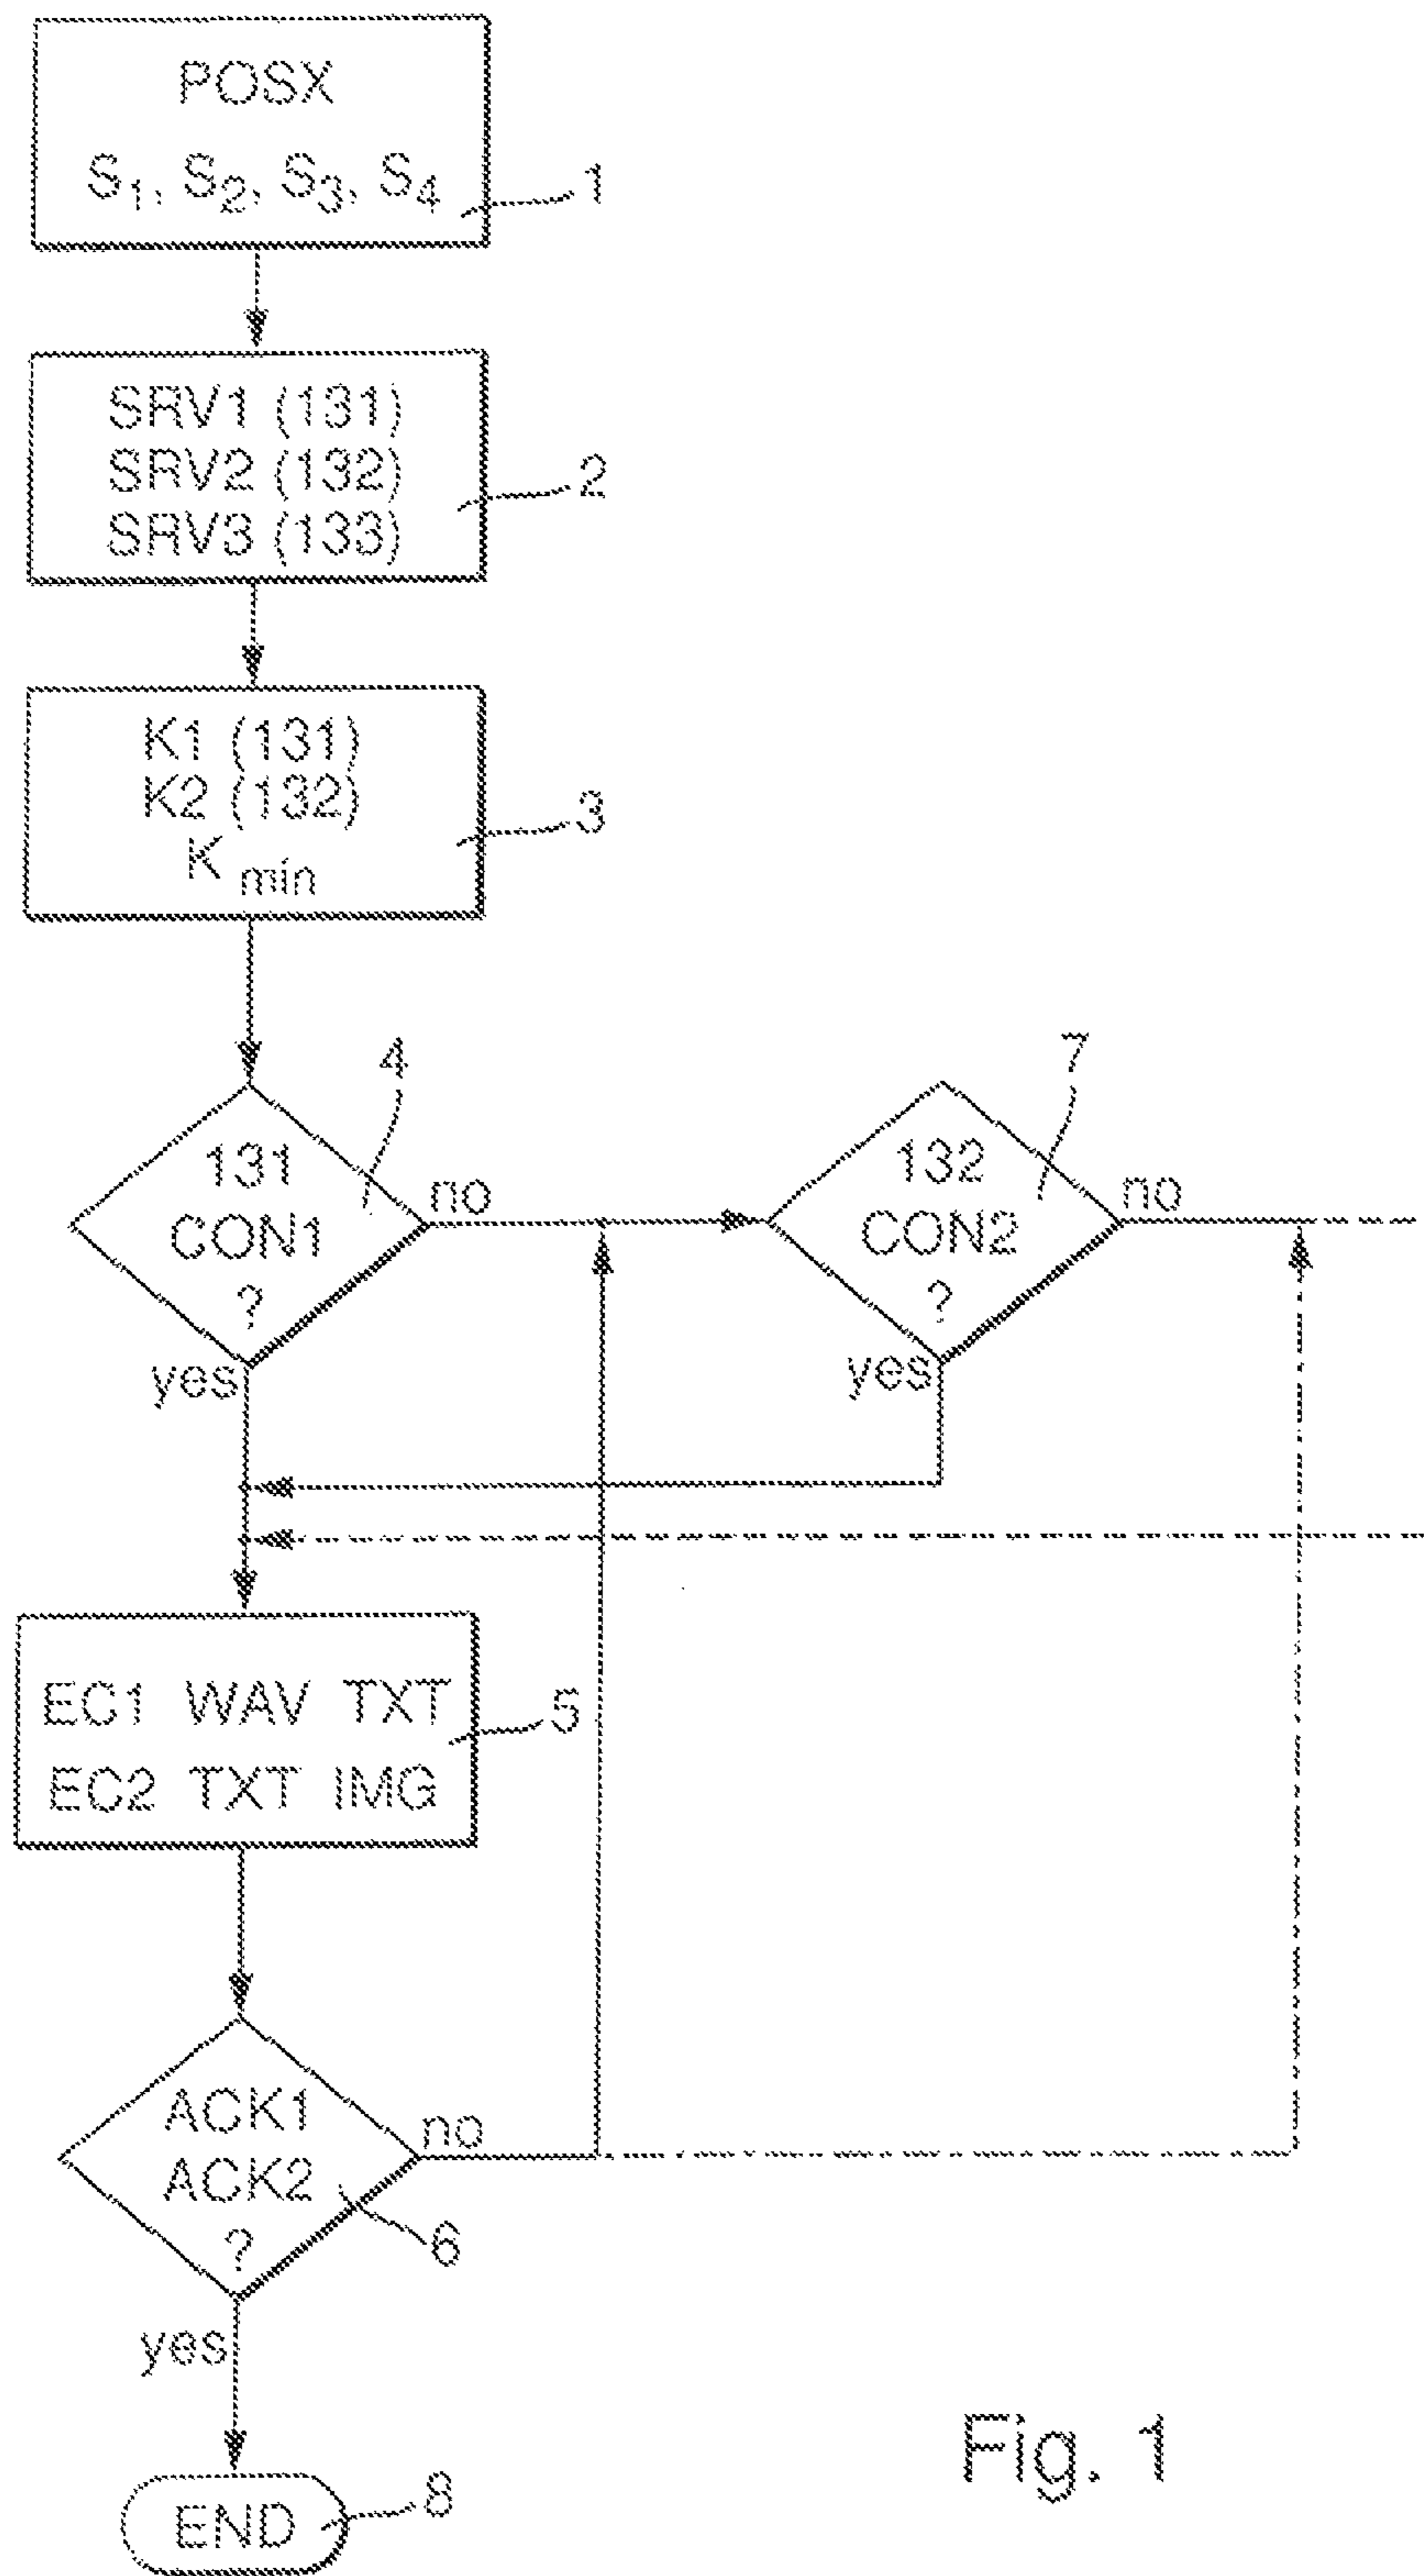 POSX
S1, S2, S3, S4
1
SRV1 (131)
SRV2 (132)
SRV3 (133)
2
K1 (131)
K2 (132)
K min
3
4
131
CON1
?
no
yes
7
132
CON2
?
no
yes
EC1 WAV TXT
EC2 TXT IMG
5
ACK1
ACK2
?
no
6
yes
END
8
Fig. 1